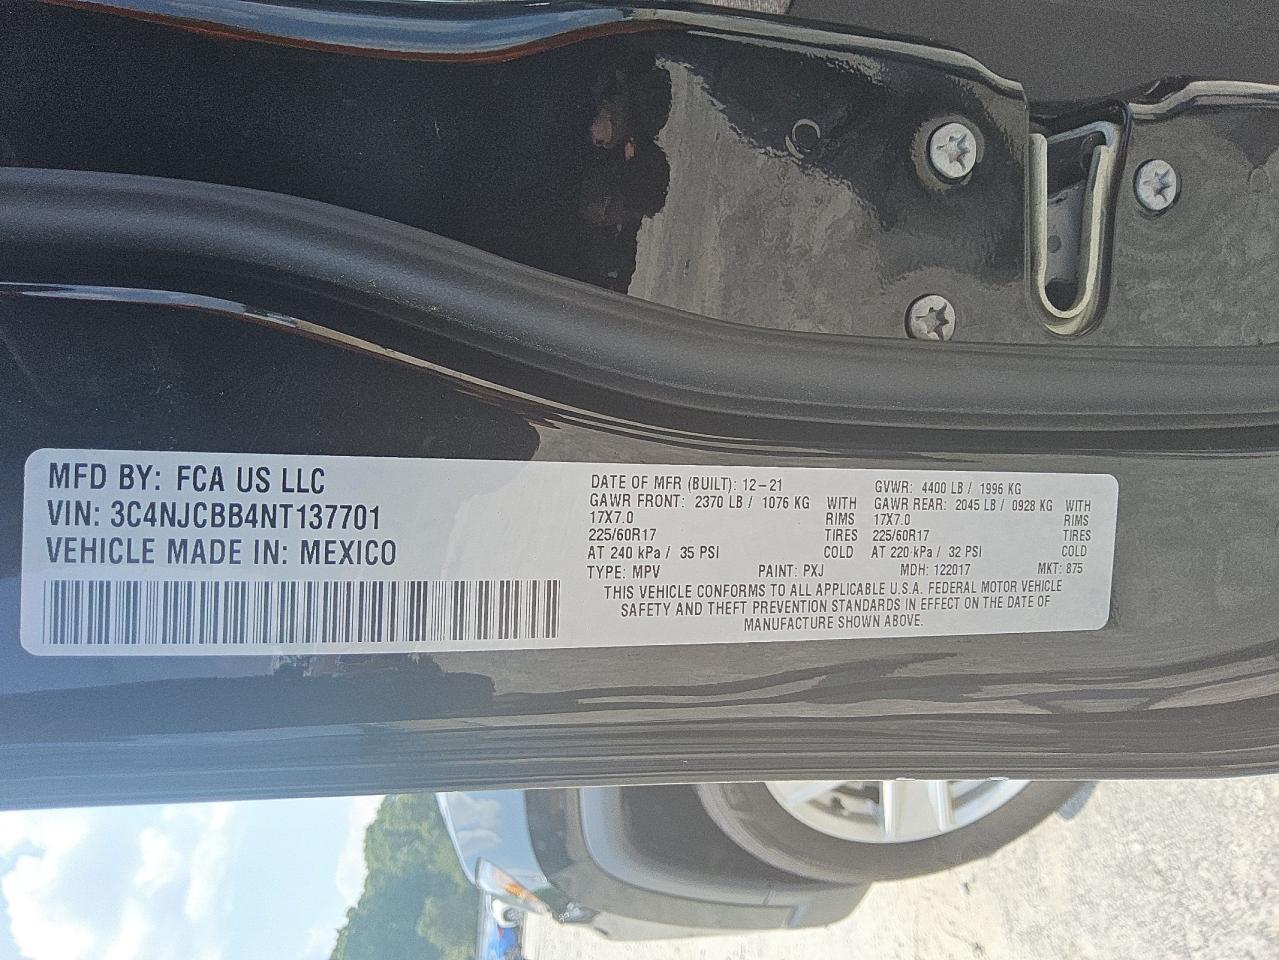 MFD BY: FCA US LLC
VIN: 3C4NJCBB4NT137701
VEHICLE MADE IN: MEXICO
DATE OF MFR (BUILT): 12-21
GAWR FRONT: 2370 LB / 1076 KG WITH
17X7.0 RIMS
225/60R17 TIRES
AT 240 kPa / 35 PSI COLD
GVWR: 4400 LB / 1996 KG
GAWR REAR: 2045 LB / 0928 KG WITH
17X7.0 RIMS
225/60R17 TIRES
AT 220 kPa / 32 PSI COLD
TYPE: MPV PAINT: PXJ MDH: 122017 MKT: 875
THIS VEHICLE CONFORMS TO ALL APPLICABLE U.S.A. FEDERAL MOTOR VEHICLE
SAFETY AND THEFT PREVENTION STANDARDS IN EFFECT ON THE DATE OF
MANUFACTURE SHOWN ABOVE.